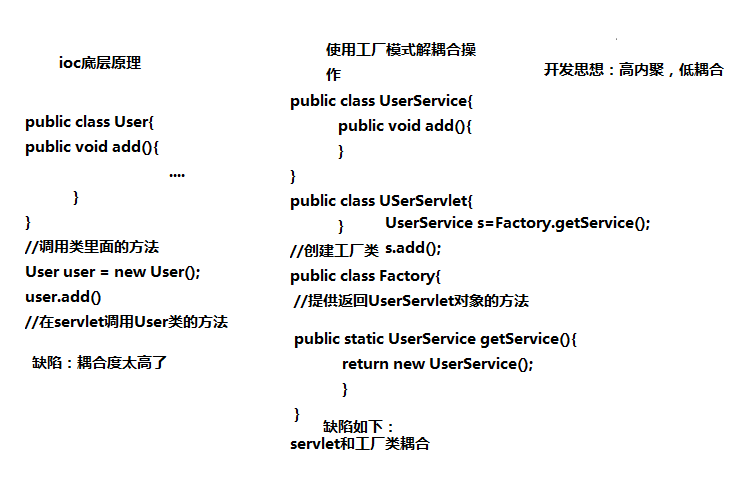 ioc底层原理
public class User{
public void add(){
....
}
}
//调用类里面的方法
User user = new User();
user.add()
//在servlet调用User类的方法
缺陷：耦合度太高了
使用工厂模式解耦合操
作
public class UserService{
public void add(){
}
}
public class USerServlet{
UserService s=Factory.getService();
}
s.add();
//创建工厂类
public class Factory{
//提供返回UserServlet对象的方法
public static UserService getService(){
return new UserService();
}
}
缺陷如下：
servlet和工厂类耦合
开发思想：高内聚，低耦合